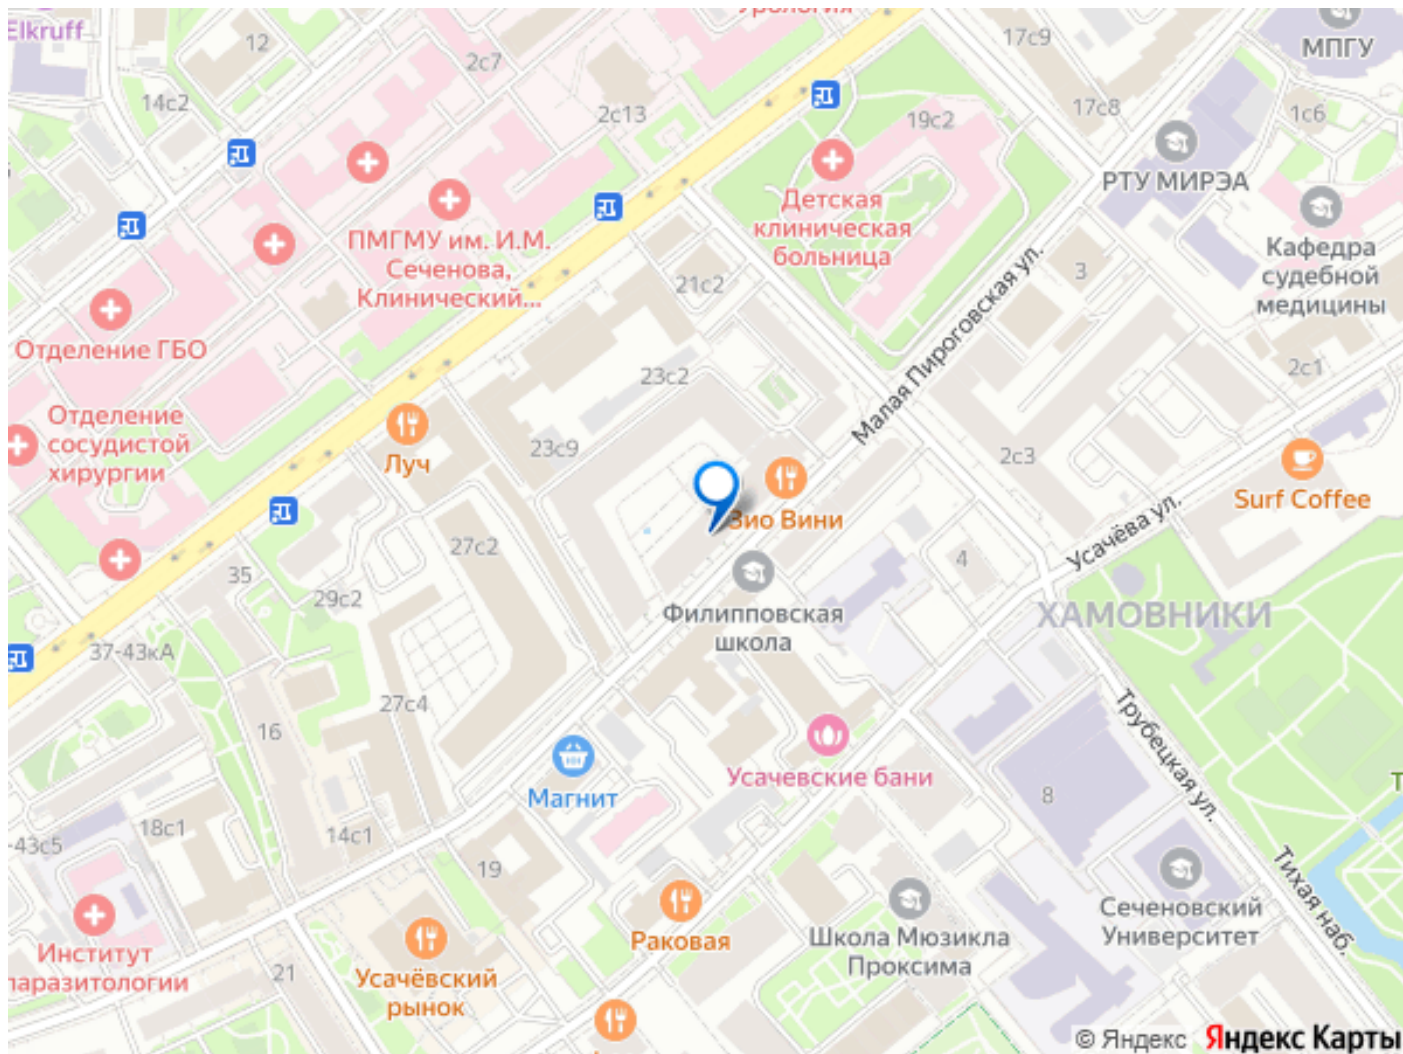 Elkruff
12
2с7
Урология
17с9
МПГУ
14с2
2с13
19с2
17с8
1с6
РТУ МИРЭА
Детская
клиническая
больница
ПМГМУ им. И.М.
Сеченова,
Клинический...
Кафедра
судебной
медицины
21с2
3
Малая Пироговская ул.
Отделение ГБО
23с2
2с1
Отделение
сосудистой
хирургии
Луч
23с9
2с3
Surf Coffee
Зио Вини
Усачёва ул.
27с2
4
35
29с2
Филипповская
школа
ХАМОВНИКИ
37-43кА
27с4
16
Трубецкая ул.
Усачевские бани
Магнит
8
18с1
14с1
-43с5
19
Тихая наб.
Сеченовский
Университет
Раковая
Школа Мюзикла
Проксима
Институт
паразитологии
21
Усачёвский
рынок
© Яндекс Яндекс Карты